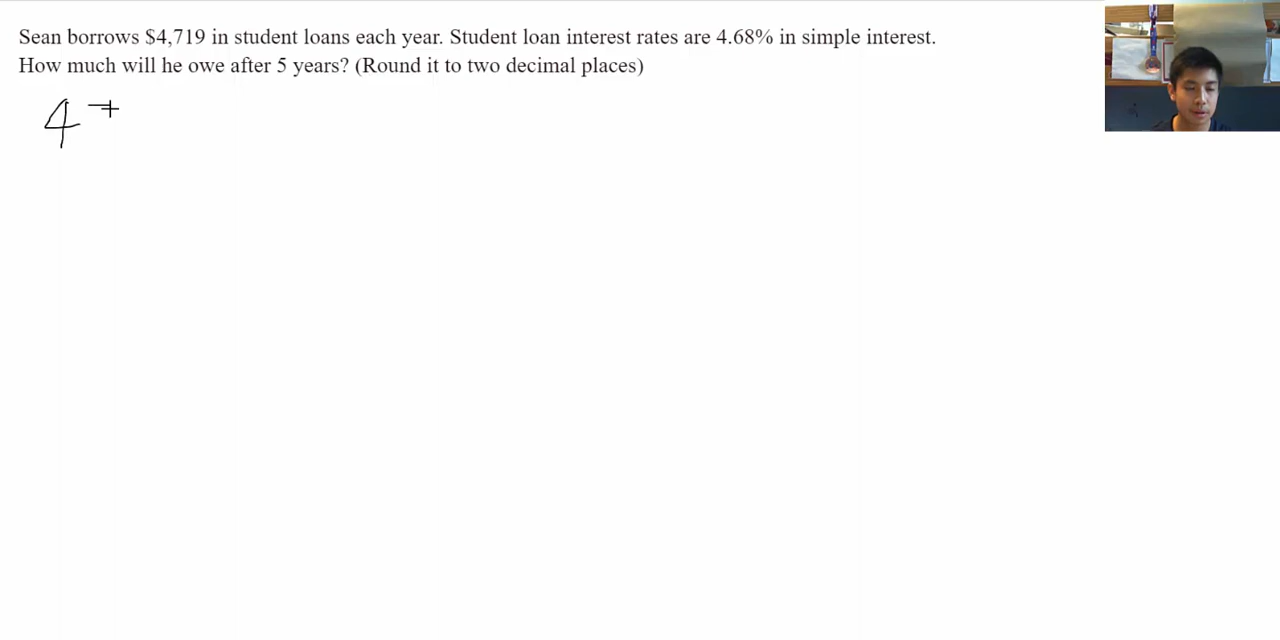 Sean borrows $4,719 in student loans each year. Student loan interest rates are 4.68% in simple interest.
How much will he owe after 5 years? (Round it to two decimal places)
47